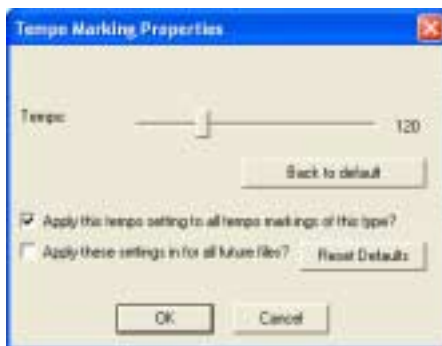 Tempo Marking Properties
Tempo: 120
Back to default
Apply this tempo setting to all tempo markings of this type?
Apply these settings in for all future files? Reset Defaults
OK Cancel